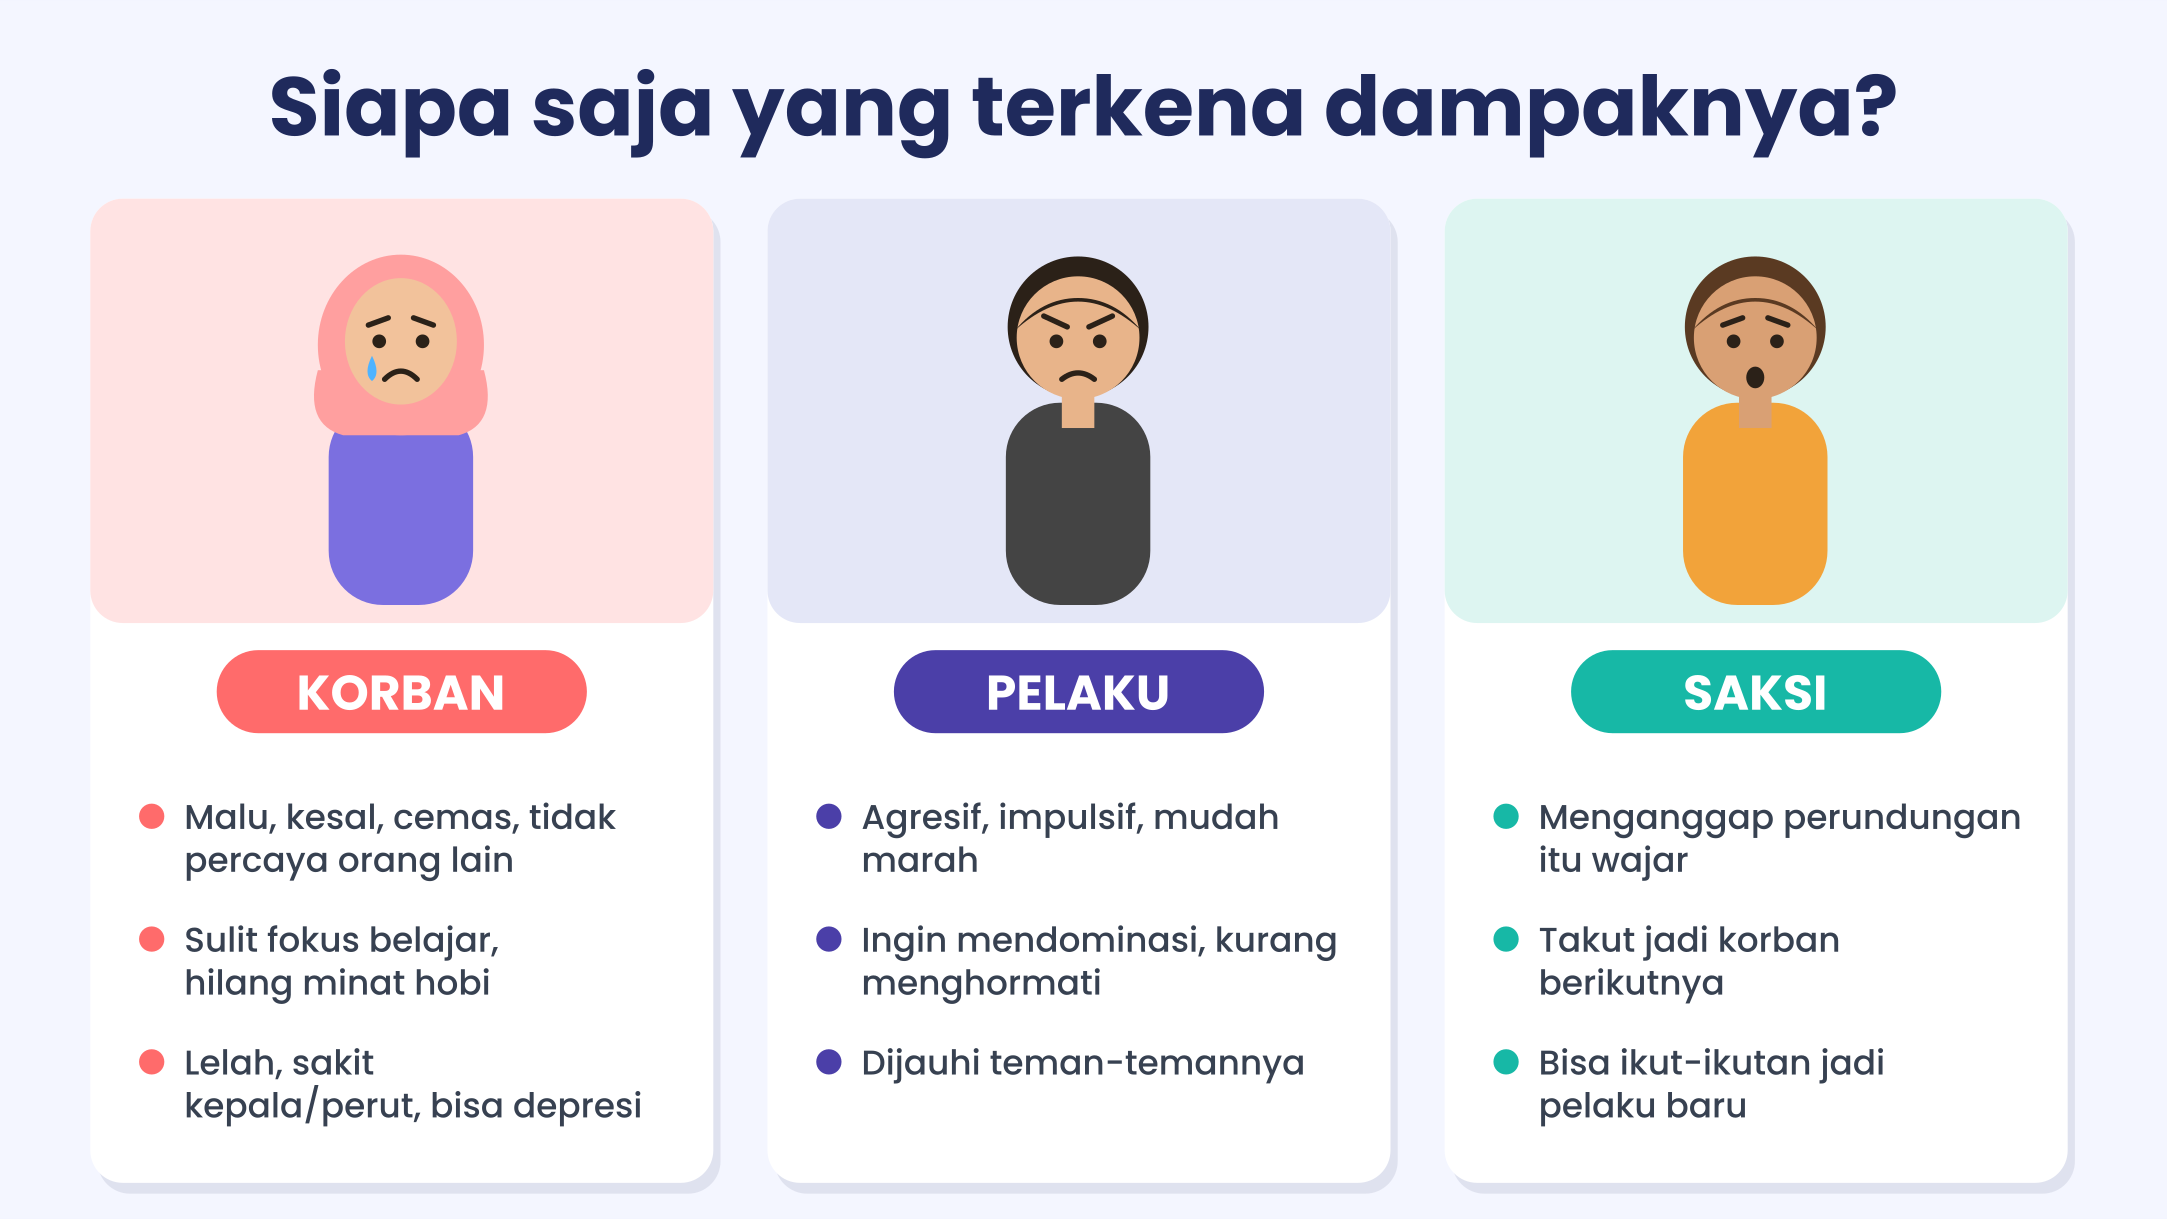 Siapa saja yang terkena dampaknya?
KORBAN
Malu, kesal, cemas, tidak
percaya orang lain
Sulit fokus belajar,
hilang minat hobi
Lelah, sakit
kepala/perut, bisa depresi
PELAKU
Agresif, impulsif, mudah
marah
Ingin mendominasi, kurang
menghormati
Dijauhi teman-temannya
SAKSI
Menganggap perundungan
itu wajar
Takut jadi korban
berikutnya
Bisa ikut-ikutan jadi
pelaku baru